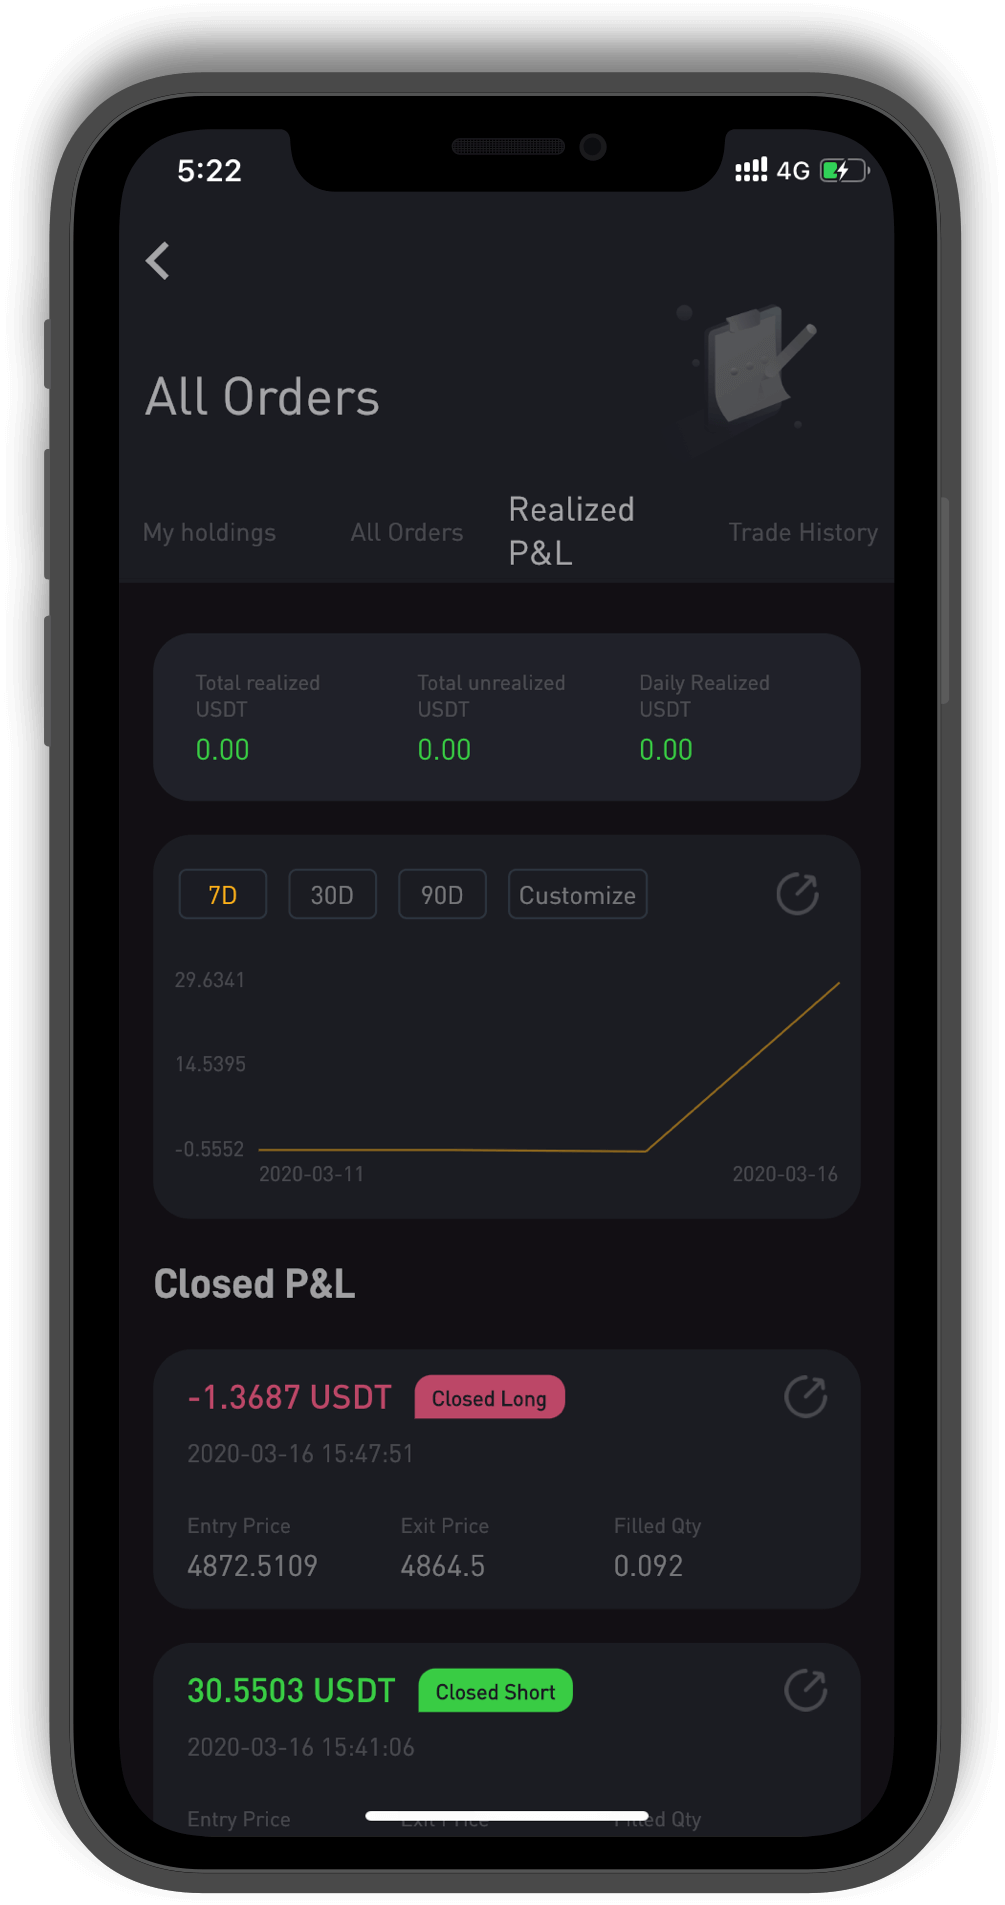 5:22
4G
All Orders
My holdings
All Orders
Realized
P&L
Trade History
Total realized
USDT
0.00
Total unrealized
USDT
0.00
Daily Realized
USDT
0.00
7D
30D
90D
Customize
29.6341
14.5395
-0.5552
2020-03-11
2020-03-16
Closed P&L
-1.3687 USDT
Closed Long
2020-03-16 15:47:51
Entry Price
Exit Price
Filled Qty
4872.5109
4864.5
0.092
30.5503 USDT
Closed Short
2020-03-16 15:41:06
Entry Price
Exit Price
Filled Qty